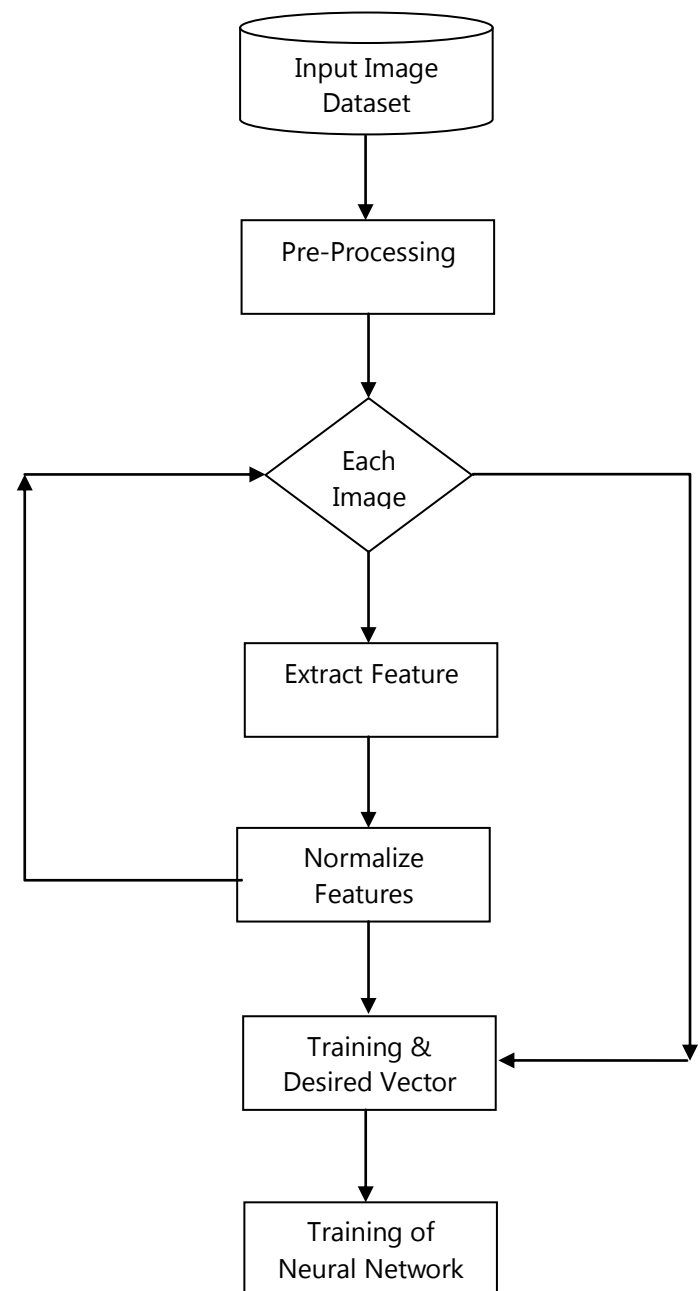 Input Image
Dataset
Pre-Processing
Each
Image
Extract Feature
Normalize
Features
Training &
Desired Vector
Training of
Neural Network